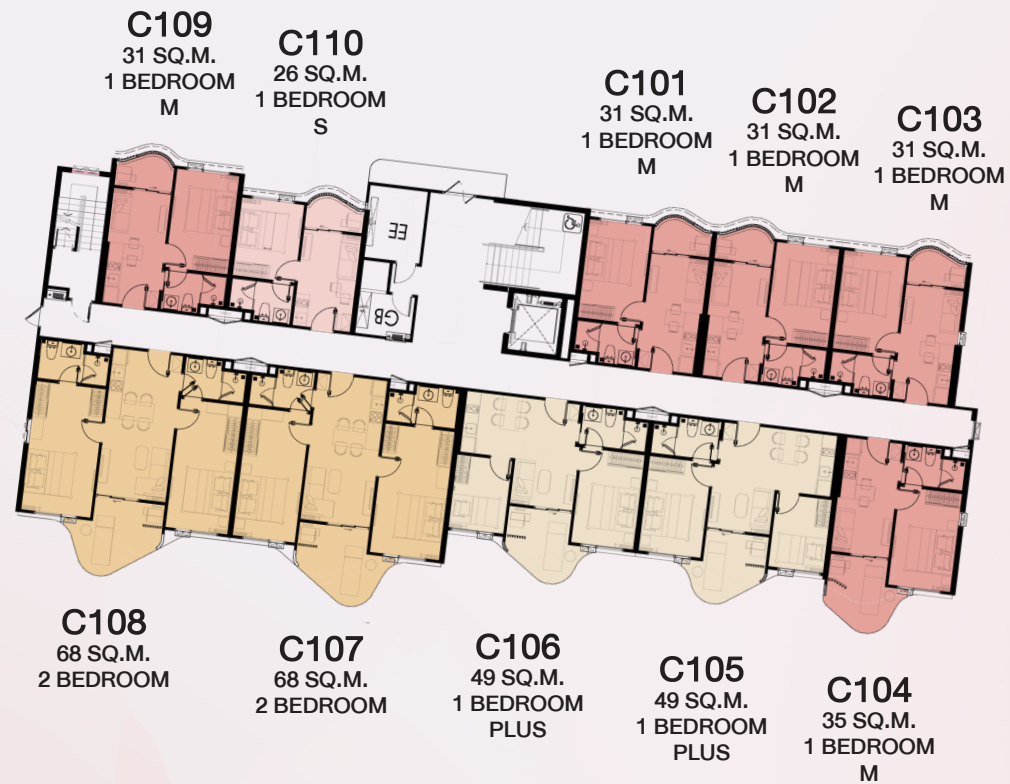 C109
31 SQ.M.
1 BEDROOM
M
C110
26 SQ.M.
1 BEDROOM
S
C101
31 SQ.M.
1 BEDROOM
M
C102
31 SQ.M.
1 BEDROOM
M
C103
31 SQ.M.
1 BEDROOM
M
EE
GB
C108
68 SQ.M.
2 BEDROOM
C107
68 SQ.M.
2 BEDROOM
C106
49 SQ.M.
1 BEDROOM
PLUS
C105
49 SQ.M.
1 BEDROOM
PLUS
C104
35 SQ.M.
1 BEDROOM
M